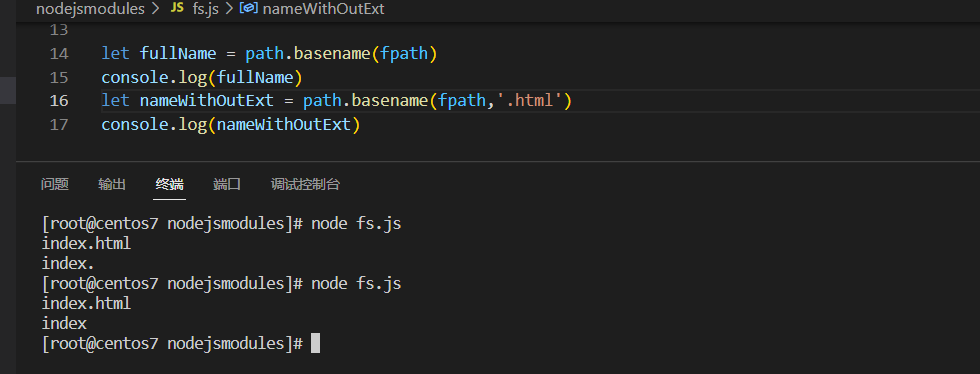 nodejsmodules > JS fs.js > nameWithOutExt
13
14 let fullName = path.basename(fpath)
15 console.log(fullName)
16 let nameWithOutExt = path.basename(fpath,'.html')
17 console.log(nameWithOutExt)
问题 输出 终端 端口 调试控制台
[root@centos7 nodejsmodules]# node fs.js
index.html
index.
[root@centos7 nodejsmodules]# node fs.js
index.html
index
[root@centos7 nodejsmodules]#